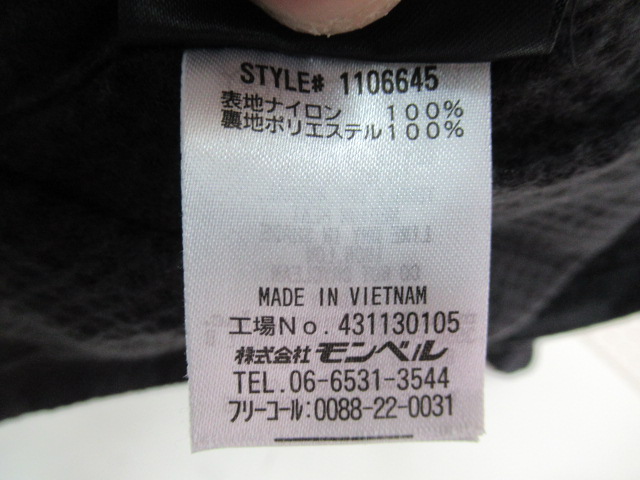 STYLE# 1106645
表地ナイロン 100%
裏地ポリエステル100%
MADE IN VIETNAM
工場No. 431130105
株式会社 モンベル
TEL.06-6531-3544
フリーコール:0088-22-0031